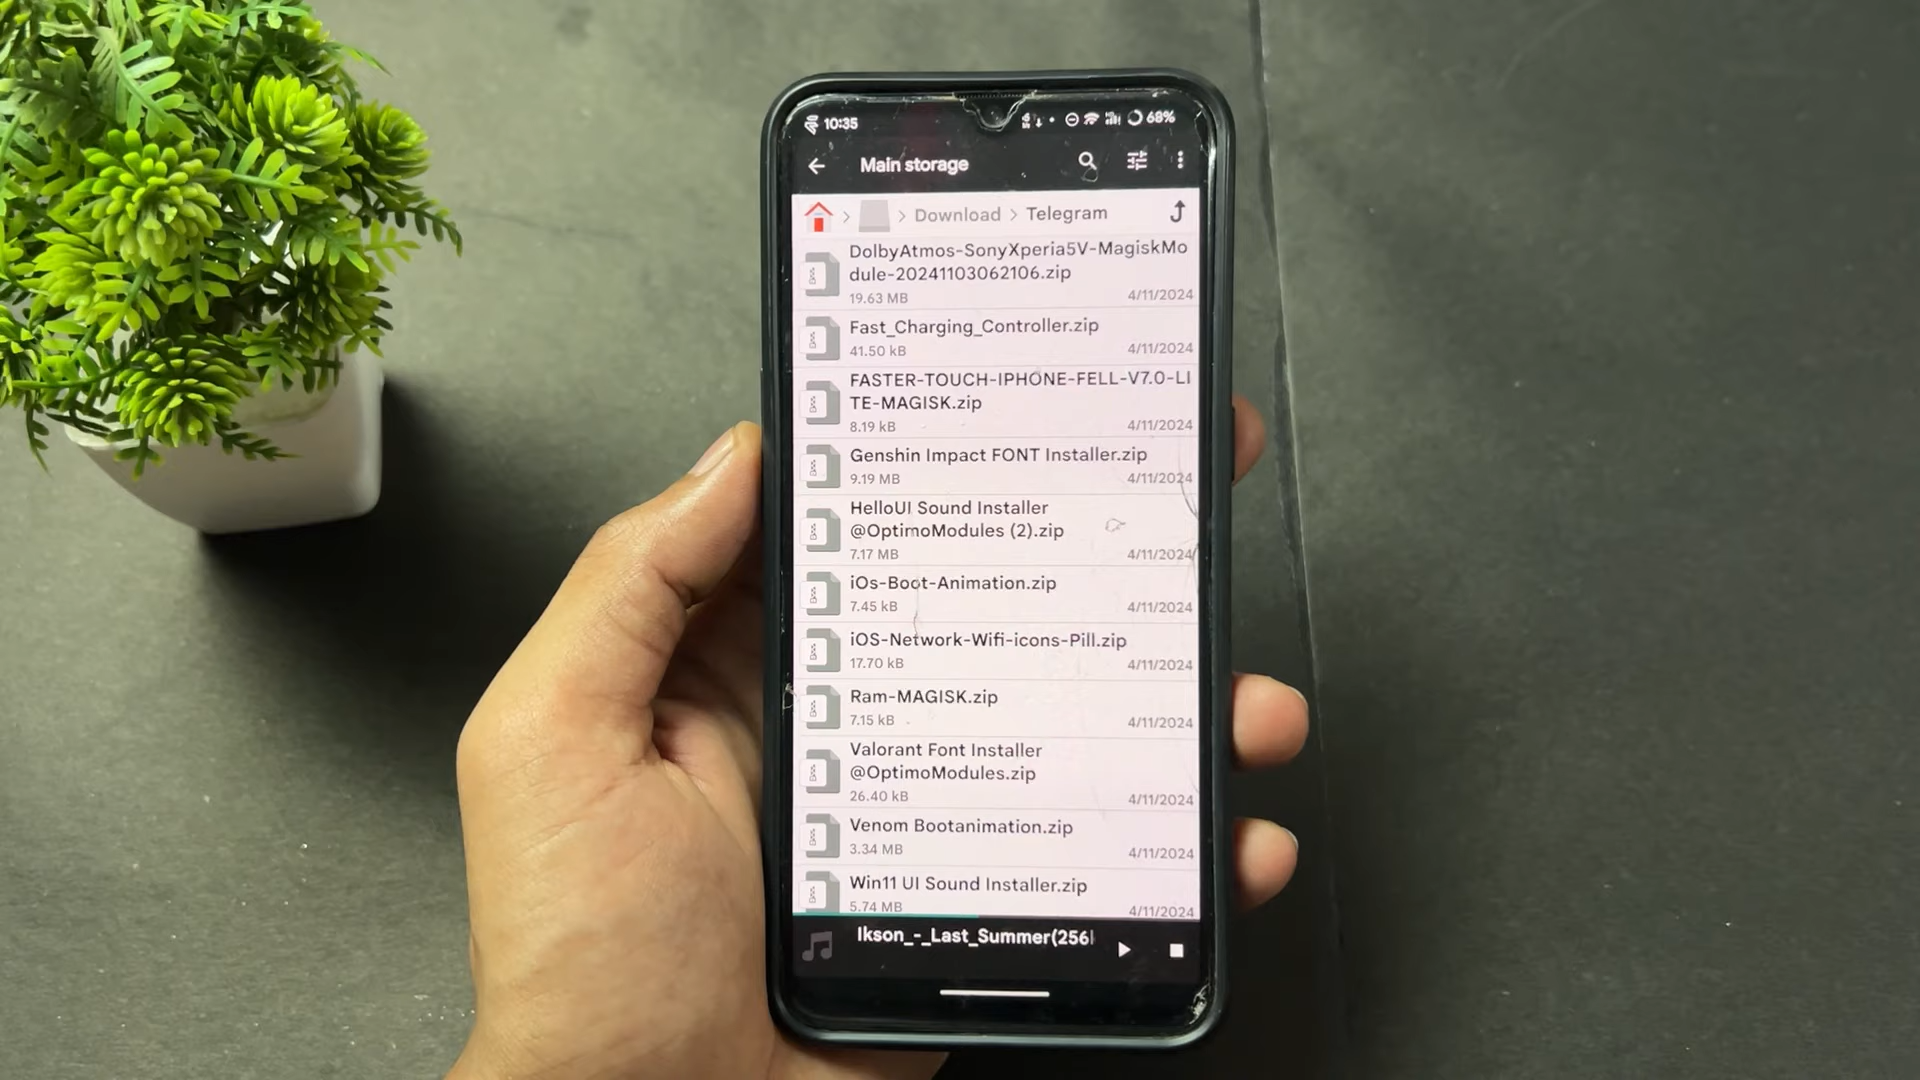 10:35
68%
Main storage
Download > Telegram
DolbyAtmos-SonyXperia5V-MagiskMo
dule-20241103062106.zip
19.63 MB 4/11/2024
Fast_Charging_Controller.zip
41.50 kB 4/11/2024
FASTER-TOUCH-IPHONE-FELL-V7.0-LI
TE-MAGISK.zip
8.19 kB 4/11/2024
Genshin Impact FONT Installer.zip
9.19 MB 4/11/2024
HelloUI Sound Installer
@OptimoModules (2).zip
7.17 MB 4/11/2024
iOs-Boot-Animation.zip
7.45 kB 4/11/2024
iOS-Network-Wifi-icons-Pill.zip
17.70 kB 4/11/2024
Ram-MAGISK.zip
7.15 kB 4/11/2024
Valorant Font Installer
@OptimoModules.zip
26.40 kB 4/11/2024
Venom Bootanimation.zip
3.34 MB 4/11/2024
Win11 UI Sound Installer.zip
5.74 MB 4/11/2024
Ikson_-_Last_Summer(256